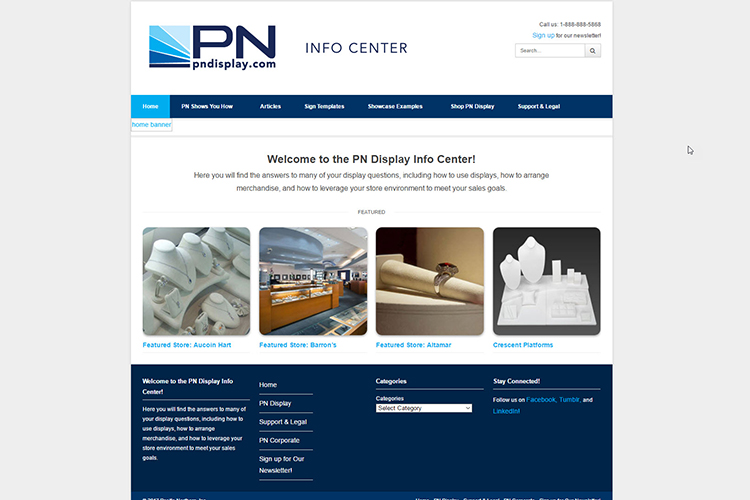 PN
pndisplay.com
INFO CENTER
Call us: 1-888-888-5868
Sign up for our newsletter!
Search...
Home PN Shows You How Articles Sign Templates Showcase Examples Shop PN Display Support & Legal
home banner
Welcome to the PN Display Info Center!
Here you will find the answers to many of your display questions, including how to use displays, how to arrange
merchandise, and how to leverage your store environment to meet your sales goals.
FEATURED
Featured Store: Aucoin Hart
Featured Store: Barron's
Featured Store: Altamar
Crescent Platforms
Welcome to the PN Display Info
Center!
Here you will find the answers to many of
your display questions, including how to
use displays, how to arrange
merchandise, and how to leverage your
store environment to meet your sales
goals.
Home
PN Display
Support & Legal
PN Corporate
Sign up for Our
Newsletter!
Categories
Categories
Select Category
Stay Connected!
Follow us on Facebook, Tumblr, and
LinkedIn!